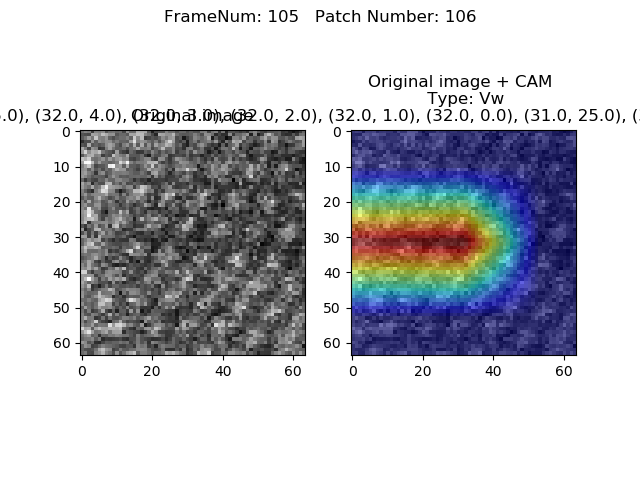 FrameNum: 105   Patch Number: 106
Original image + CAM
Type: Vw
.0), (32.0, 4.0), (32.0, 3.0), (32.0, 2.0), (32.0, 1.0), (32.0, 0.0), (31.0, 25.0), (
Original image
0
10
20
30
40
50
60
0 20 40 60
0
10
20
30
40
50
60
0 20 40 60